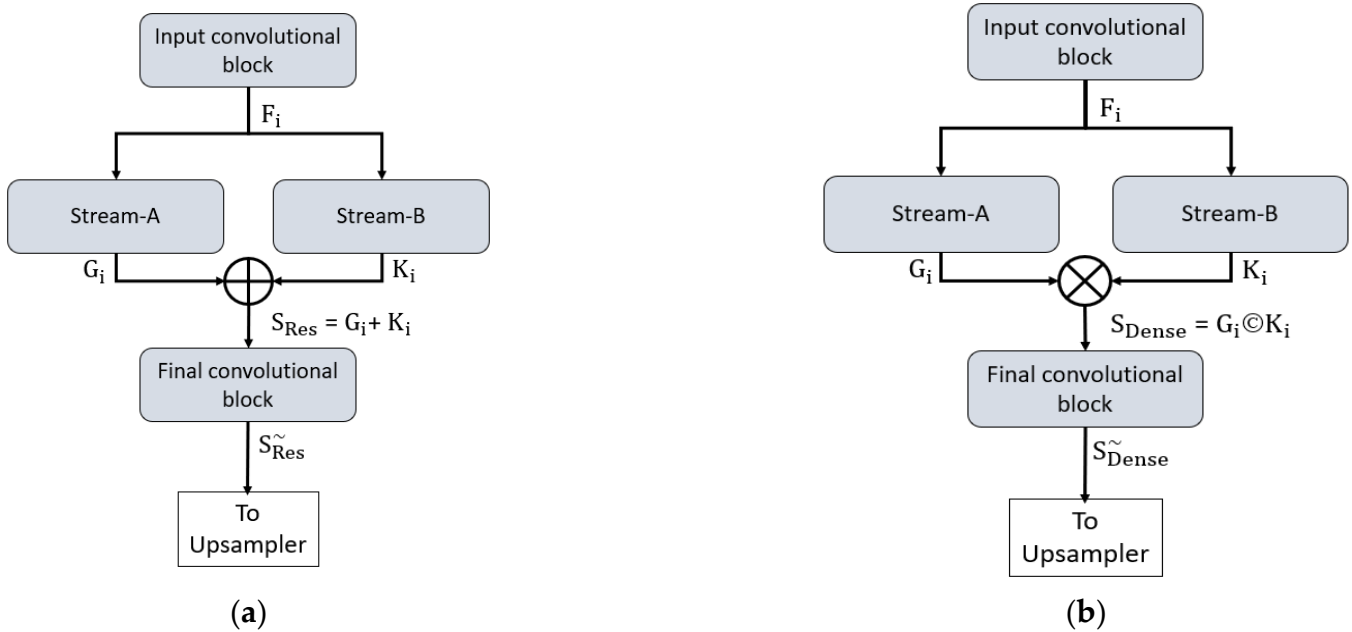 Input convolutional
block
F_i
Stream-A
Stream-B
G_i
K_i
S_Res = G_i+ K_i
Final convolutional
block
S~_Res
To
Upsampler
(a)
Input convolutional
block
F_i
Stream-A
Stream-B
G_i
K_i
S_Dense = G_i©K_i
Final convolutional
block
S~_Dense
To
Upsampler
(b)